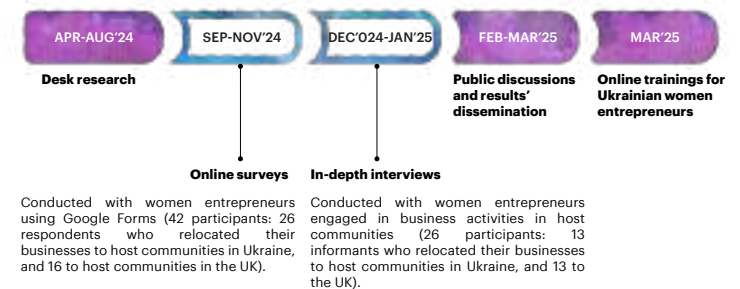 APR-AUG'24
SEP-NOV'24
DEC'024-JAN'25
FEB-MAR'25
MAR'25
Desk research
Public discussions
and results'
dissemination
Online trainings for
Ukrainian women
entrepreneurs
Online surveys
Conducted with women entrepreneurs
using Google Forms (42 participants: 26
respondents who relocated their
businesses to host communities in Ukraine,
and 16 to host communities in the UK).
In-depth interviews
Conducted with women entrepreneurs
engaged in business activities in host
communities (26 participants: 13
informants who relocated their businesses
to host communities in Ukraine, and 13 to
the UK).